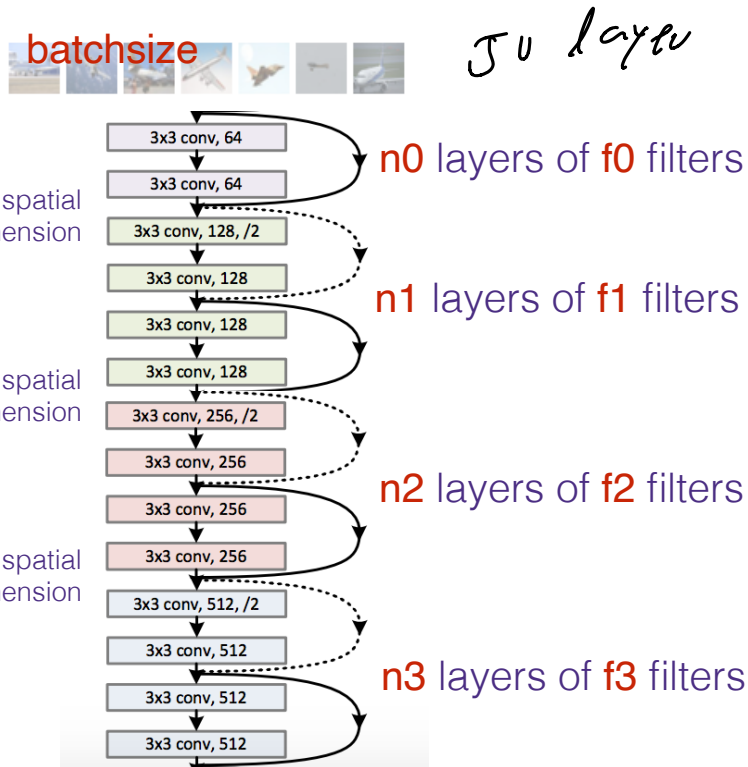 batchsize
layer
3x3 conv, 64
n0 layers of f0 filters
3x3 conv, 64
spatial
ension
3x3 conv, 128, /2
3x3 conv, 128
n1 layers of f1 filters
3x3 conv, 128
3x3 conv, 128
spatial
ension
3x3 conv, 256, /2
3x3 conv, 256
n2 layers of f2 filters
3x3 conv, 256
3x3 conv, 256
spatial
ension
3x3 conv, 512, /2
3x3 conv, 512
n3 layers of f3 filters
3x3 conv, 512
3x3 conv, 512